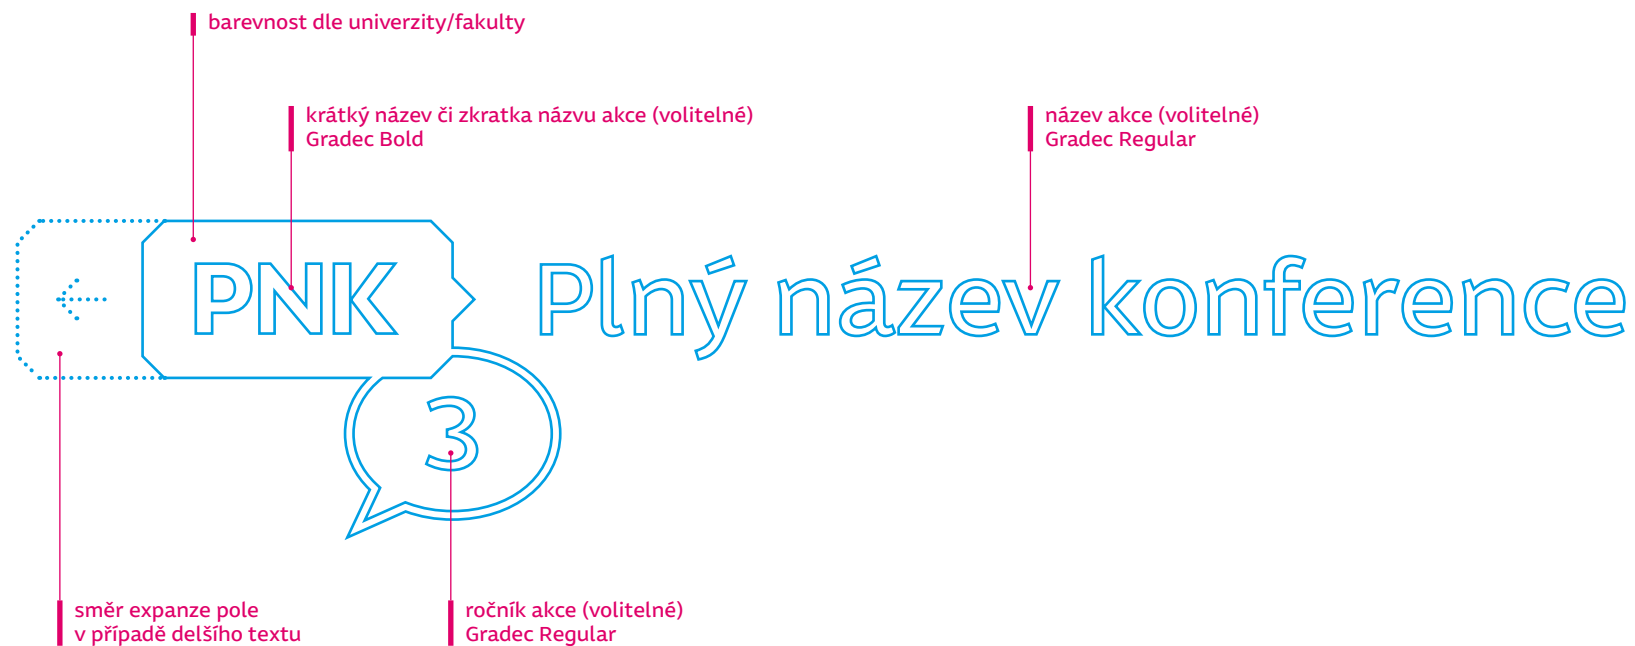 barevnost dle univerzity/fakulty
krátký název či zkratka názvu akce (volitelné)
Gradec Bold
název akce (volitelné)
Gradec Regular
PNK
Plný název konference
3
směr expanze pole
v případě delšího textu
ročník akce (volitelné)
Gradec Regular